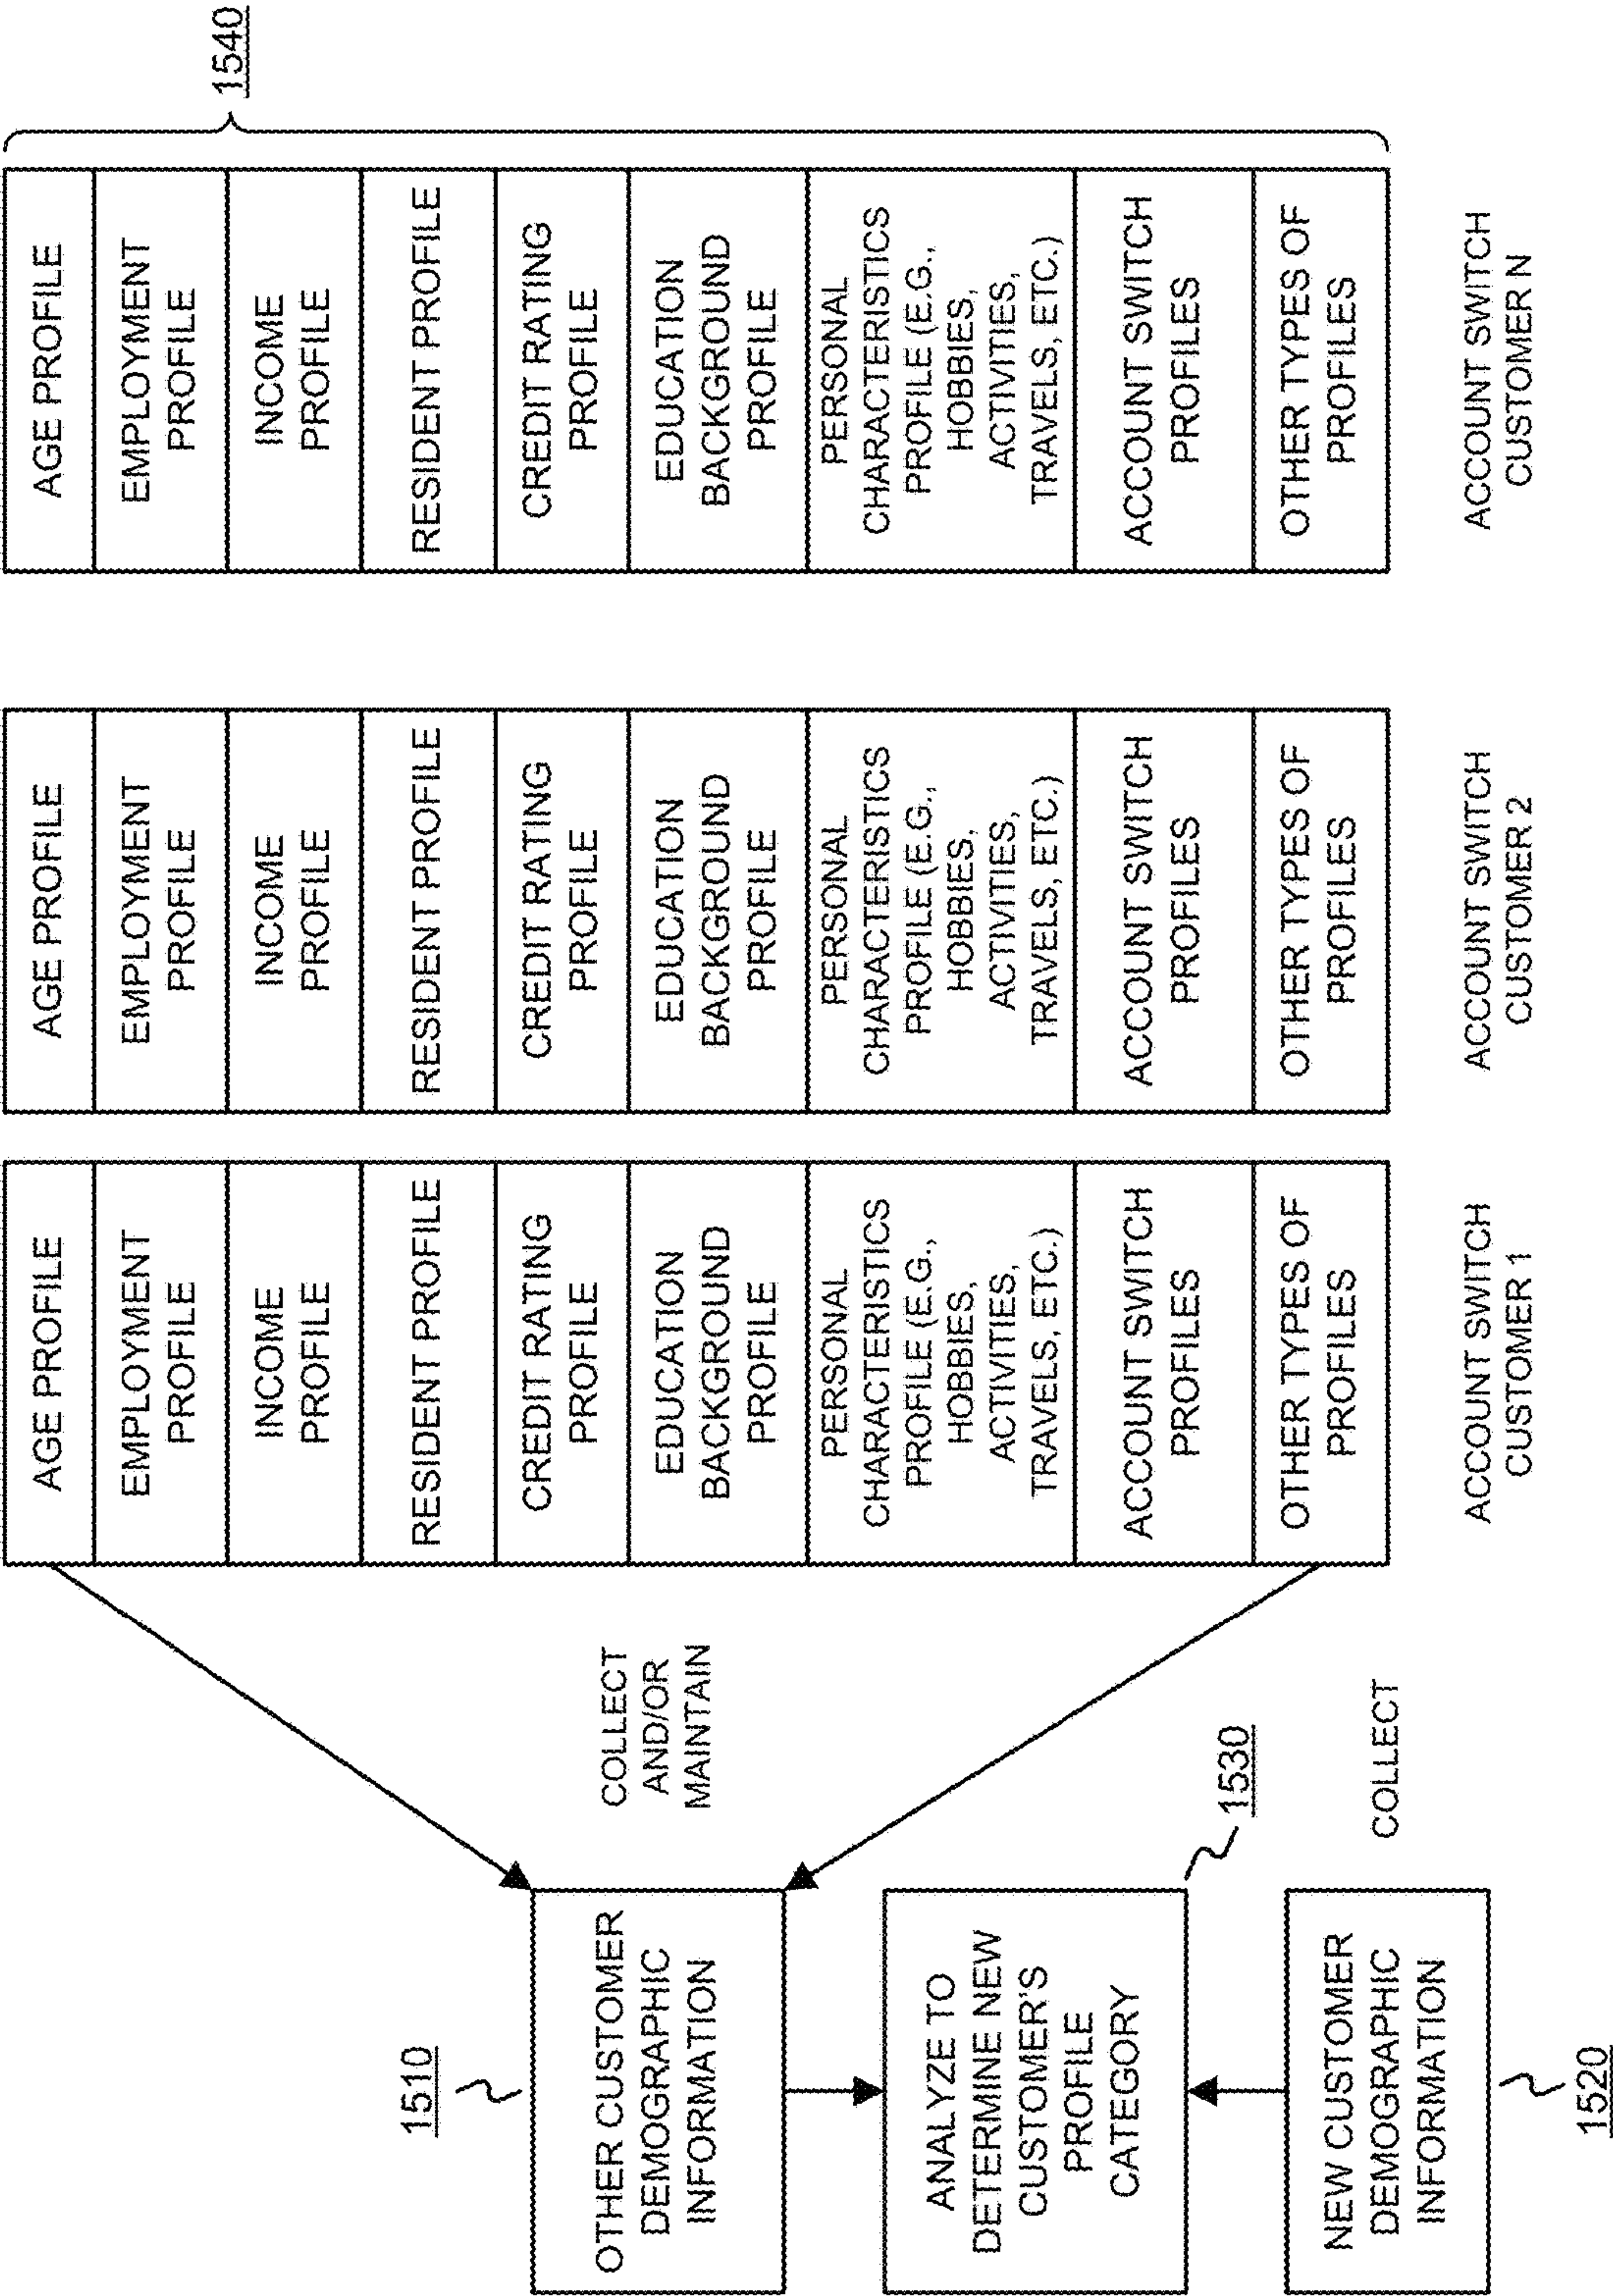 1510
OTHER CUSTOMER
DEMOGRAPHIC
INFORMATION
ANALYZE TO
DETERMINE NEW
CUSTOMER'S
PROFILE
CATEGORY
1530
NEW CUSTOMER
DEMOGRAPHIC
INFORMATION
1520
COLLECT
AND/OR
MAINTAIN
COLLECT
AGE PROFILE
EMPLOYMENT
PROFILE
INCOME
PROFILE
RESIDENT PROFILE
CREDIT RATING
PROFILE
EDUCATION
BACKGROUND
PROFILE
PERSONAL
CHARACTERISTICS
PROFILE (E.G.,
HOBBIES,
ACTIVITIES,
TRAVELS, ETC.)
ACCOUNT SWITCH
PROFILES
OTHER TYPES OF
PROFILES
ACCOUNT SWITCH
CUSTOMER 1
AGE PROFILE
EMPLOYMENT
PROFILE
INCOME
PROFILE
RESIDENT PROFILE
CREDIT RATING
PROFILE
EDUCATION
BACKGROUND
PROFILE
PERSONAL
CHARACTERISTICS
PROFILE (E.G.,
HOBBIES,
ACTIVITIES,
TRAVELS, ETC.)
ACCOUNT SWITCH
PROFILES
OTHER TYPES OF
PROFILES
ACCOUNT SWITCH
CUSTOMER 2
AGE PROFILE
EMPLOYMENT
PROFILE
INCOME
PROFILE
RESIDENT PROFILE
CREDIT RATING
PROFILE
EDUCATION
BACKGROUND
PROFILE
PERSONAL
CHARACTERISTICS
PROFILE (E.G.,
HOBBIES,
ACTIVITIES,
TRAVELS, ETC.)
ACCOUNT SWITCH
PROFILES
OTHER TYPES OF
PROFILES
ACCOUNT SWITCH
CUSTOMER N
1540